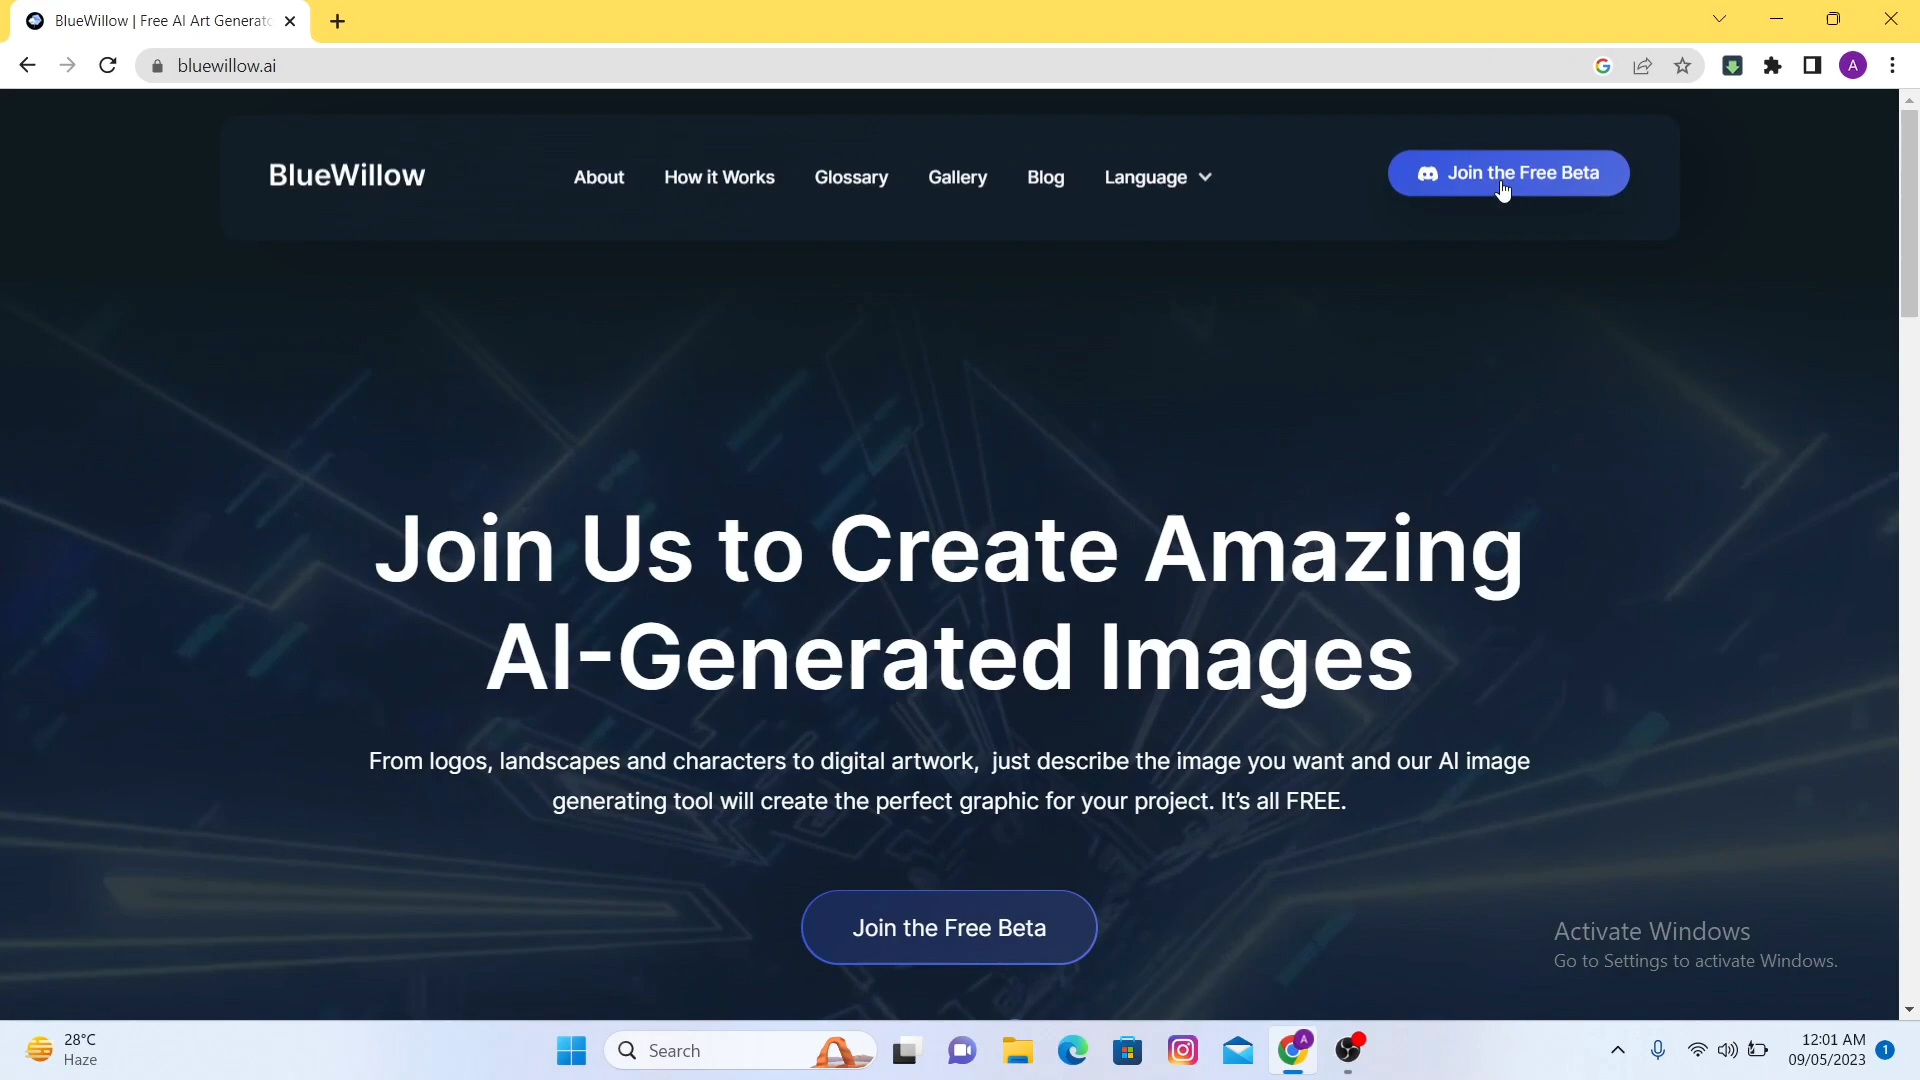 BlueWillow | Free AI Art Generato
bluewillow.ai
A
BlueWillow
About
How it Works
Glossary
Gallery
Blog
Language
Join the Free Beta
Join Us to Create Amazing
AI-Generated Images
From logos, landscapes and characters to digital artwork, just describe the image you want and our AI image
generating tool will create the perfect graphic for your project. It's all FREE.
Join the Free Beta
Activate Windows
Go to Settings to activate Windows.
28°C
Haze
Search
A
12:01 AM
09/05/2023
1